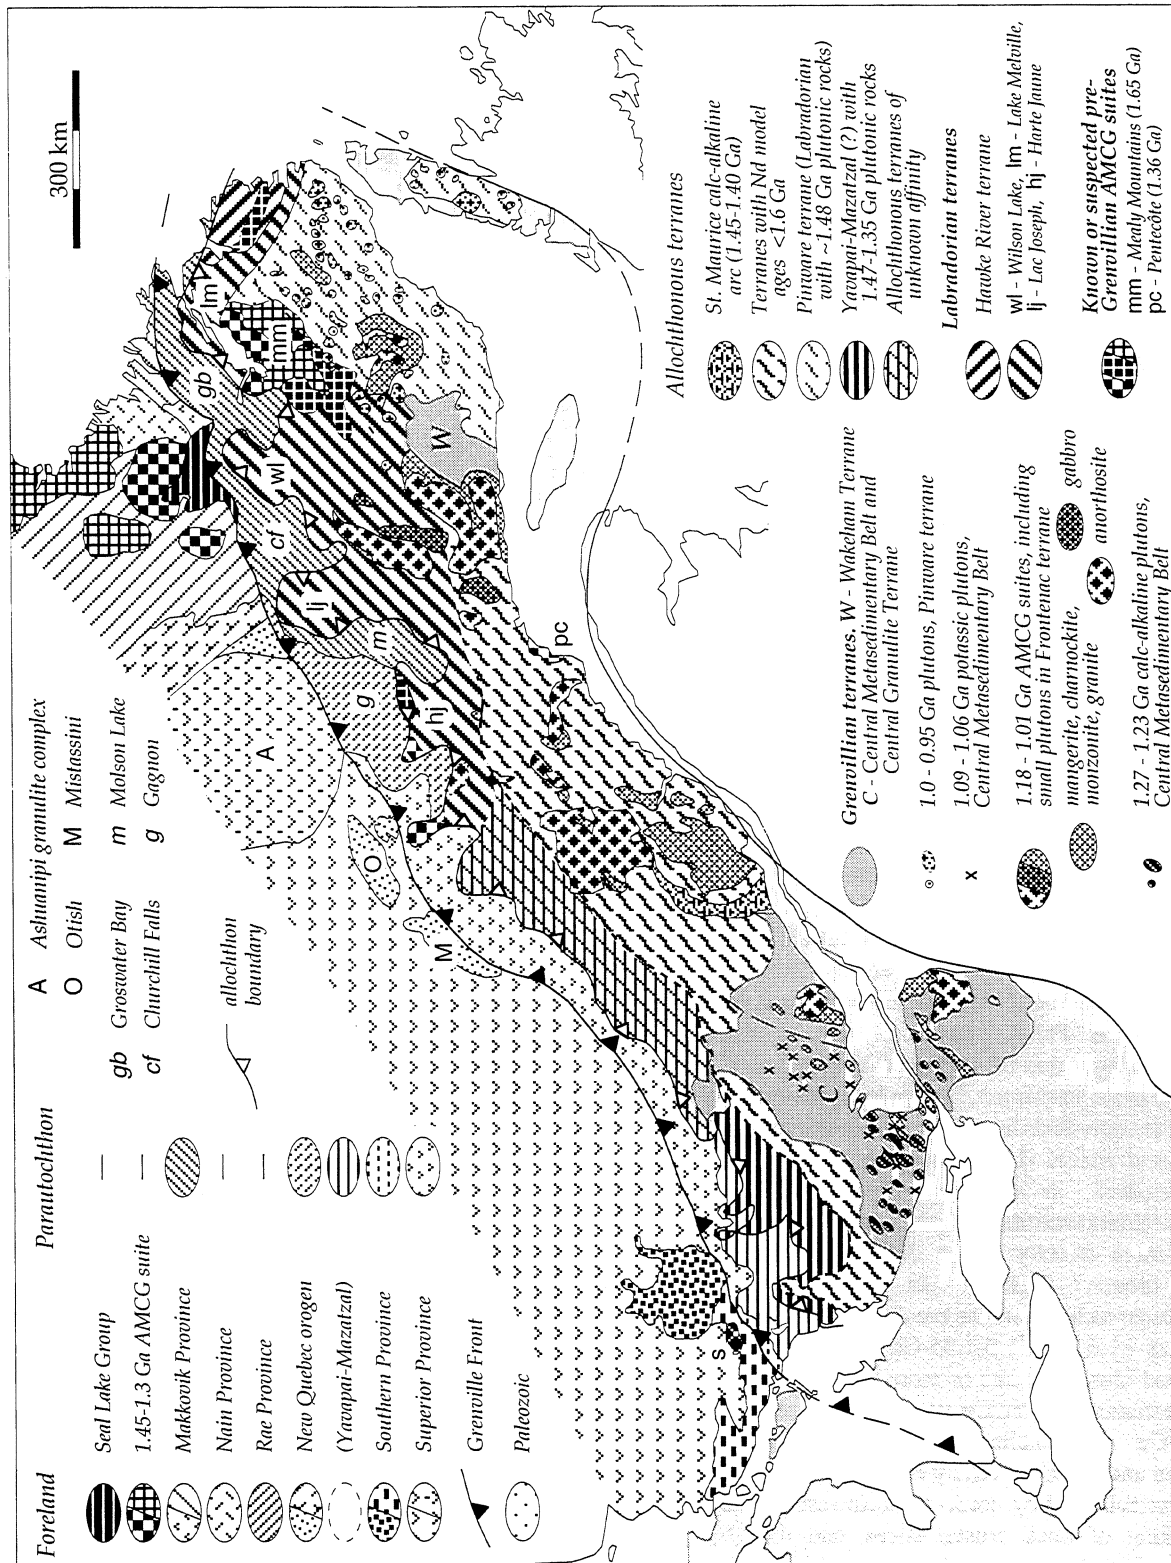 Foreland
Parautochthon
Seal Lake Group
1.45-1.3 Ga AMCG suite
Makkovik Province
Nain Province
Rae Province
New Quebec orogen
(Yavapai-Mazatzal)
Southern Province
Superior Province
Grenville Front
Paleozoic
A Ashuanipi granulite complex
O Otish M Mistassini
gb Groswater Bay m Molson Lake
cf Churchill Falls g Gagnon
allochthon
boundary
300 km
Allochthonous terranes
St. Maurice calc-alkaline
arc (1.45-1.40 Ga)
Terranes with Nd model
ages <1.6 Ga
Pinware terrane (Labradorian
with ~1.48 Ga plutonic rocks)
Yavapai-Mazatzal (?) with
1.47-1.35 Ga plutonic rocks
Allochthonous terranes of
unknown affinity
Labradorian terranes
Hawke River terrane
wl - Wilson Lake, lm - Lake Melville,
lj - Lac Joseph, hj - Harte Jaune
Known or suspected pre-
Grenvillian AMCG suites
mm - Mealy Mountains (1.65 Ga)
pc - Pentecôte (1.36 Ga)
Grenvillian terranes, W - Wakeham Terrane
C - Central Metasedimentary Belt and
Central Granulite Terrane
1.0 - 0.95 Ga plutons, Pinware terrane
1.09 - 1.06 Ga potassic plutons,
Central Metasedimentary Belt
x
1.18 - 1.01 Ga AMCG suites, including
small plutons in Frontenac terrane
mangerite, charnockite,
monzonite, granite
gabbro
anorthosite
1.27 - 1.23 Ga calc-alkaline plutons,
Central Metasedimentary Belt
A
O
M
g
m
cf
gb
lj
wl
hj
lm
mm
W
pc
C
s